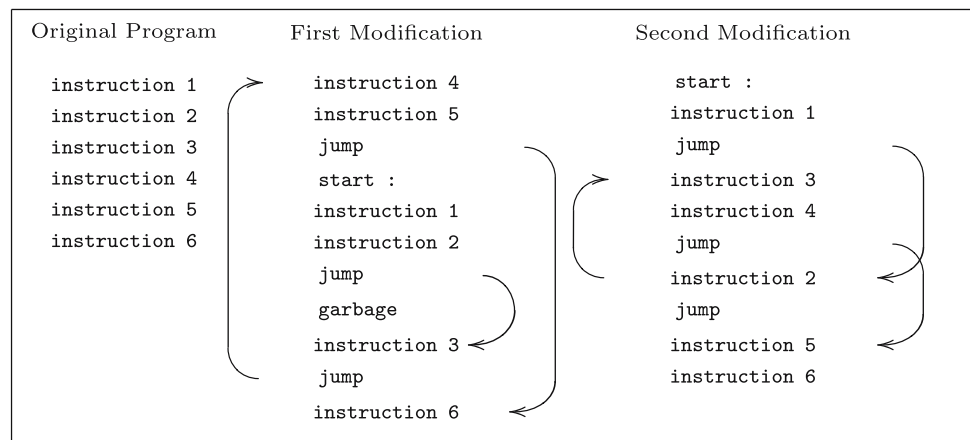 Original Program
instruction 1
instruction 2
instruction 3
instruction 4
instruction 5
instruction 6
First Modification
instruction 4
instruction 5
jump
start :
instruction 1
instruction 2
jump
garbage
instruction 3
jump
instruction 6
Second Modification
start :
instruction 1
jump
instruction 3
instruction 4
jump
instruction 2
jump
instruction 5
instruction 6